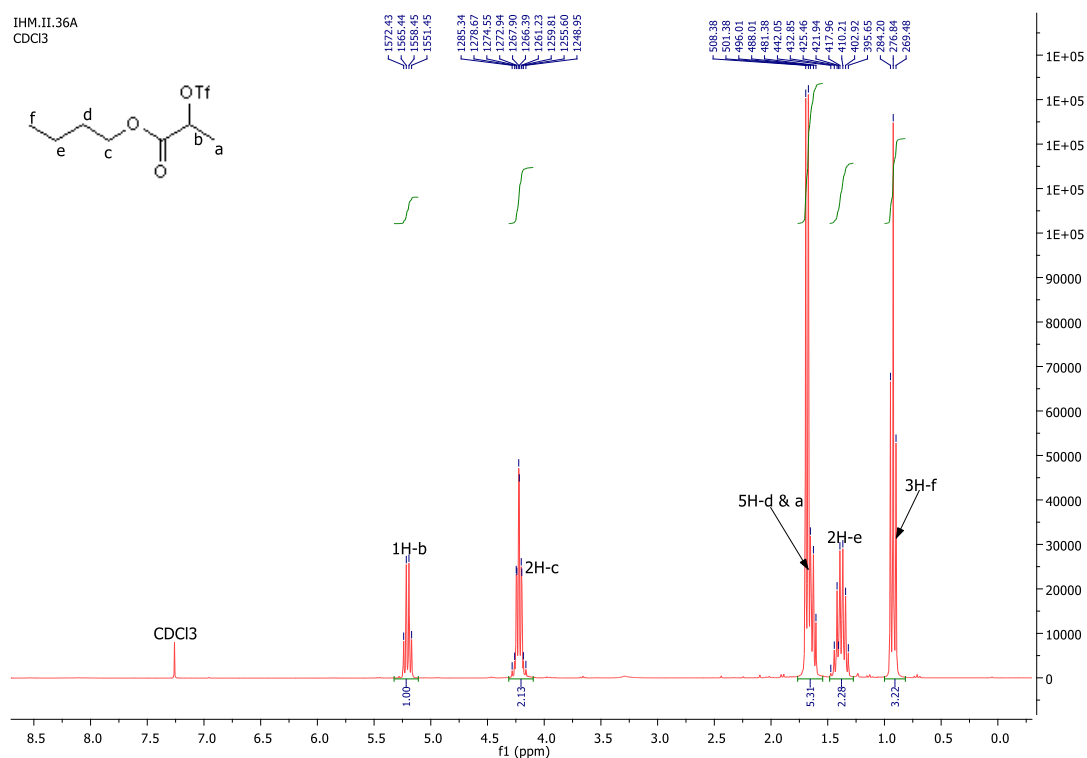 IHM.II.36A
CDCl3
1572.43
1565.44
1558.45
1551.45
1285.34
1278.67
1274.55
1272.94
1267.90
1266.39
1261.23
1259.81
1255.60
1248.95
508.38
501.38
496.01
488.01
481.38
442.05
432.85
425.46
421.94
417.96
410.21
402.92
395.65
284.20
276.84
269.48
OTf
f
d
O
e
c
b
a
O
1E+05
1E+05
1E+05
1E+05
1E+05
90000
80000
70000
60000
50000
40000
30000
20000
10000
0
CDCl3
1H-b
2H-c
5H-d & a
2H-e
3H-f
1.00
2.13
5.31
2.28
3.22
8.5 8.0 7.5 7.0 6.5 6.0 5.5 5.0 4.5 4.0 3.5 3.0 2.5 2.0 1.5 1.0 0.5 0.0
f1 (ppm)